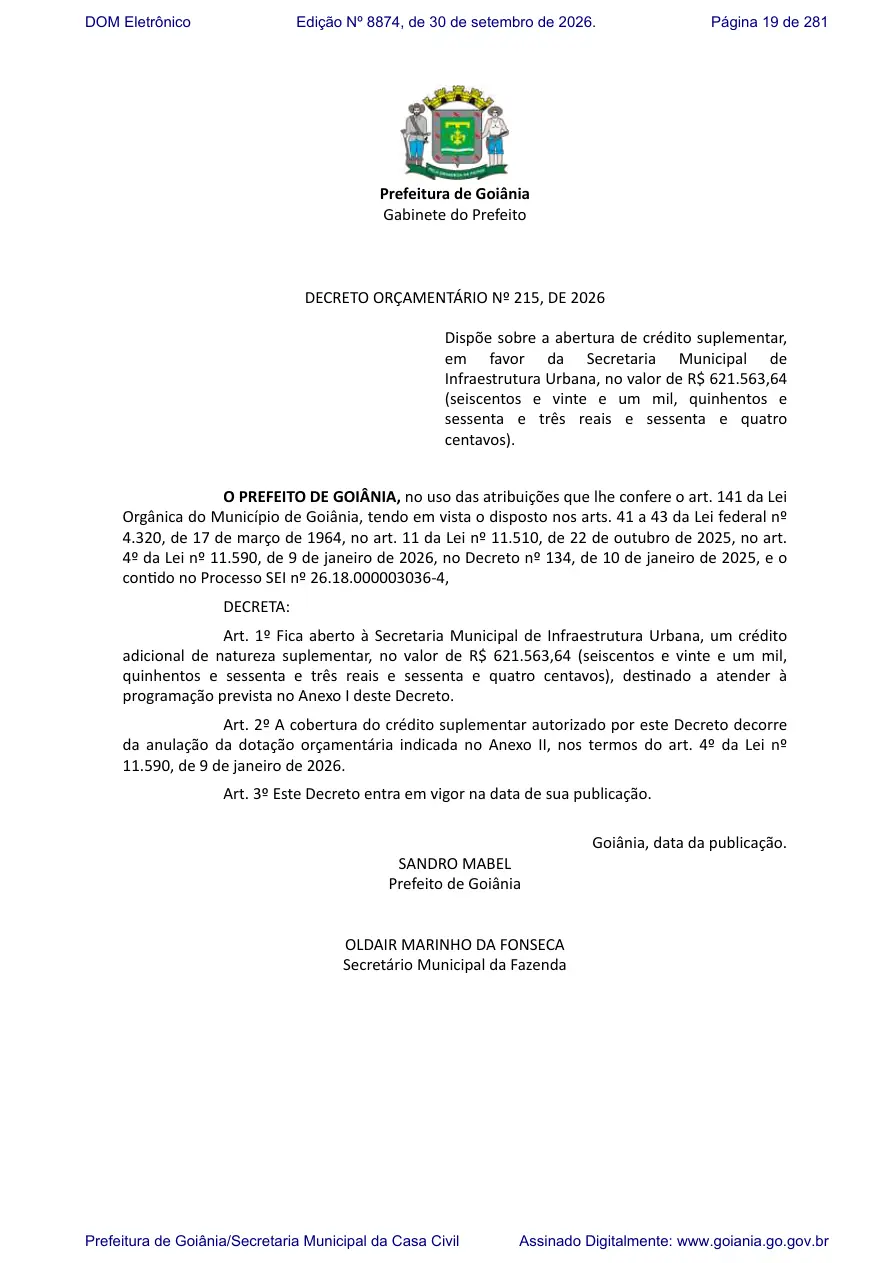 DOM Eletrônico Edição Nº 8874, de 30 de setembro de 2026. Página 19 de 281
Prefeitura de Goiânia
Gabinete do Prefeito
DECRETO ORÇAMENTÁRIO Nº 215, DE 2026
Dispõe sobre a abertura de crédito suplementar,
em favor da Secretaria Municipal de
Infraestrutura Urbana, no valor de R$ 621.563,64
(seiscentos e vinte e um mil, quinhentos e
sessenta e três reais e sessenta e quatro
centavos).
O PREFEITO DE GOIÂNIA, no uso das atribuições que lhe confere o art. 141 da Lei
Orgânica do Município de Goiânia, tendo em vista o disposto nos arts. 41 a 43 da Lei federal nº
4.320, de 17 de março de 1964, no art. 11 da Lei nº 11.510, de 22 de outubro de 2025, no art.
4º da Lei nº 11.590, de 9 de janeiro de 2026, no Decreto nº 134, de 10 de janeiro de 2025, e o
contido no Processo SEI nº 26.18.000003036-4,
DECRETA:
Art. 1º Fica aberto à Secretaria Municipal de Infraestrutura Urbana, um crédito
adicional de natureza suplementar, no valor de R$ 621.563,64 (seiscentos e vinte e um mil,
quinhentos e sessenta e três reais e sessenta e quatro centavos), destinado a atender à
programação prevista no Anexo I deste Decreto.
Art. 2º A cobertura do crédito suplementar autorizado por este Decreto decorre
da anulação da dotação orçamentária indicada no Anexo II, nos termos do art. 4º da Lei nº
11.590, de 9 de janeiro de 2026.
Art. 3º Este Decreto entra em vigor na data de sua publicação.
Goiânia, data da publicação.
SANDRO MABEL
Prefeito de Goiânia
OLDAIR MARINHO DA FONSECA
Secretário Municipal da Fazenda
Prefeitura de Goiânia/Secretaria Municipal da Casa Civil Assinado Digitalmente: www.goiania.go.gov.br